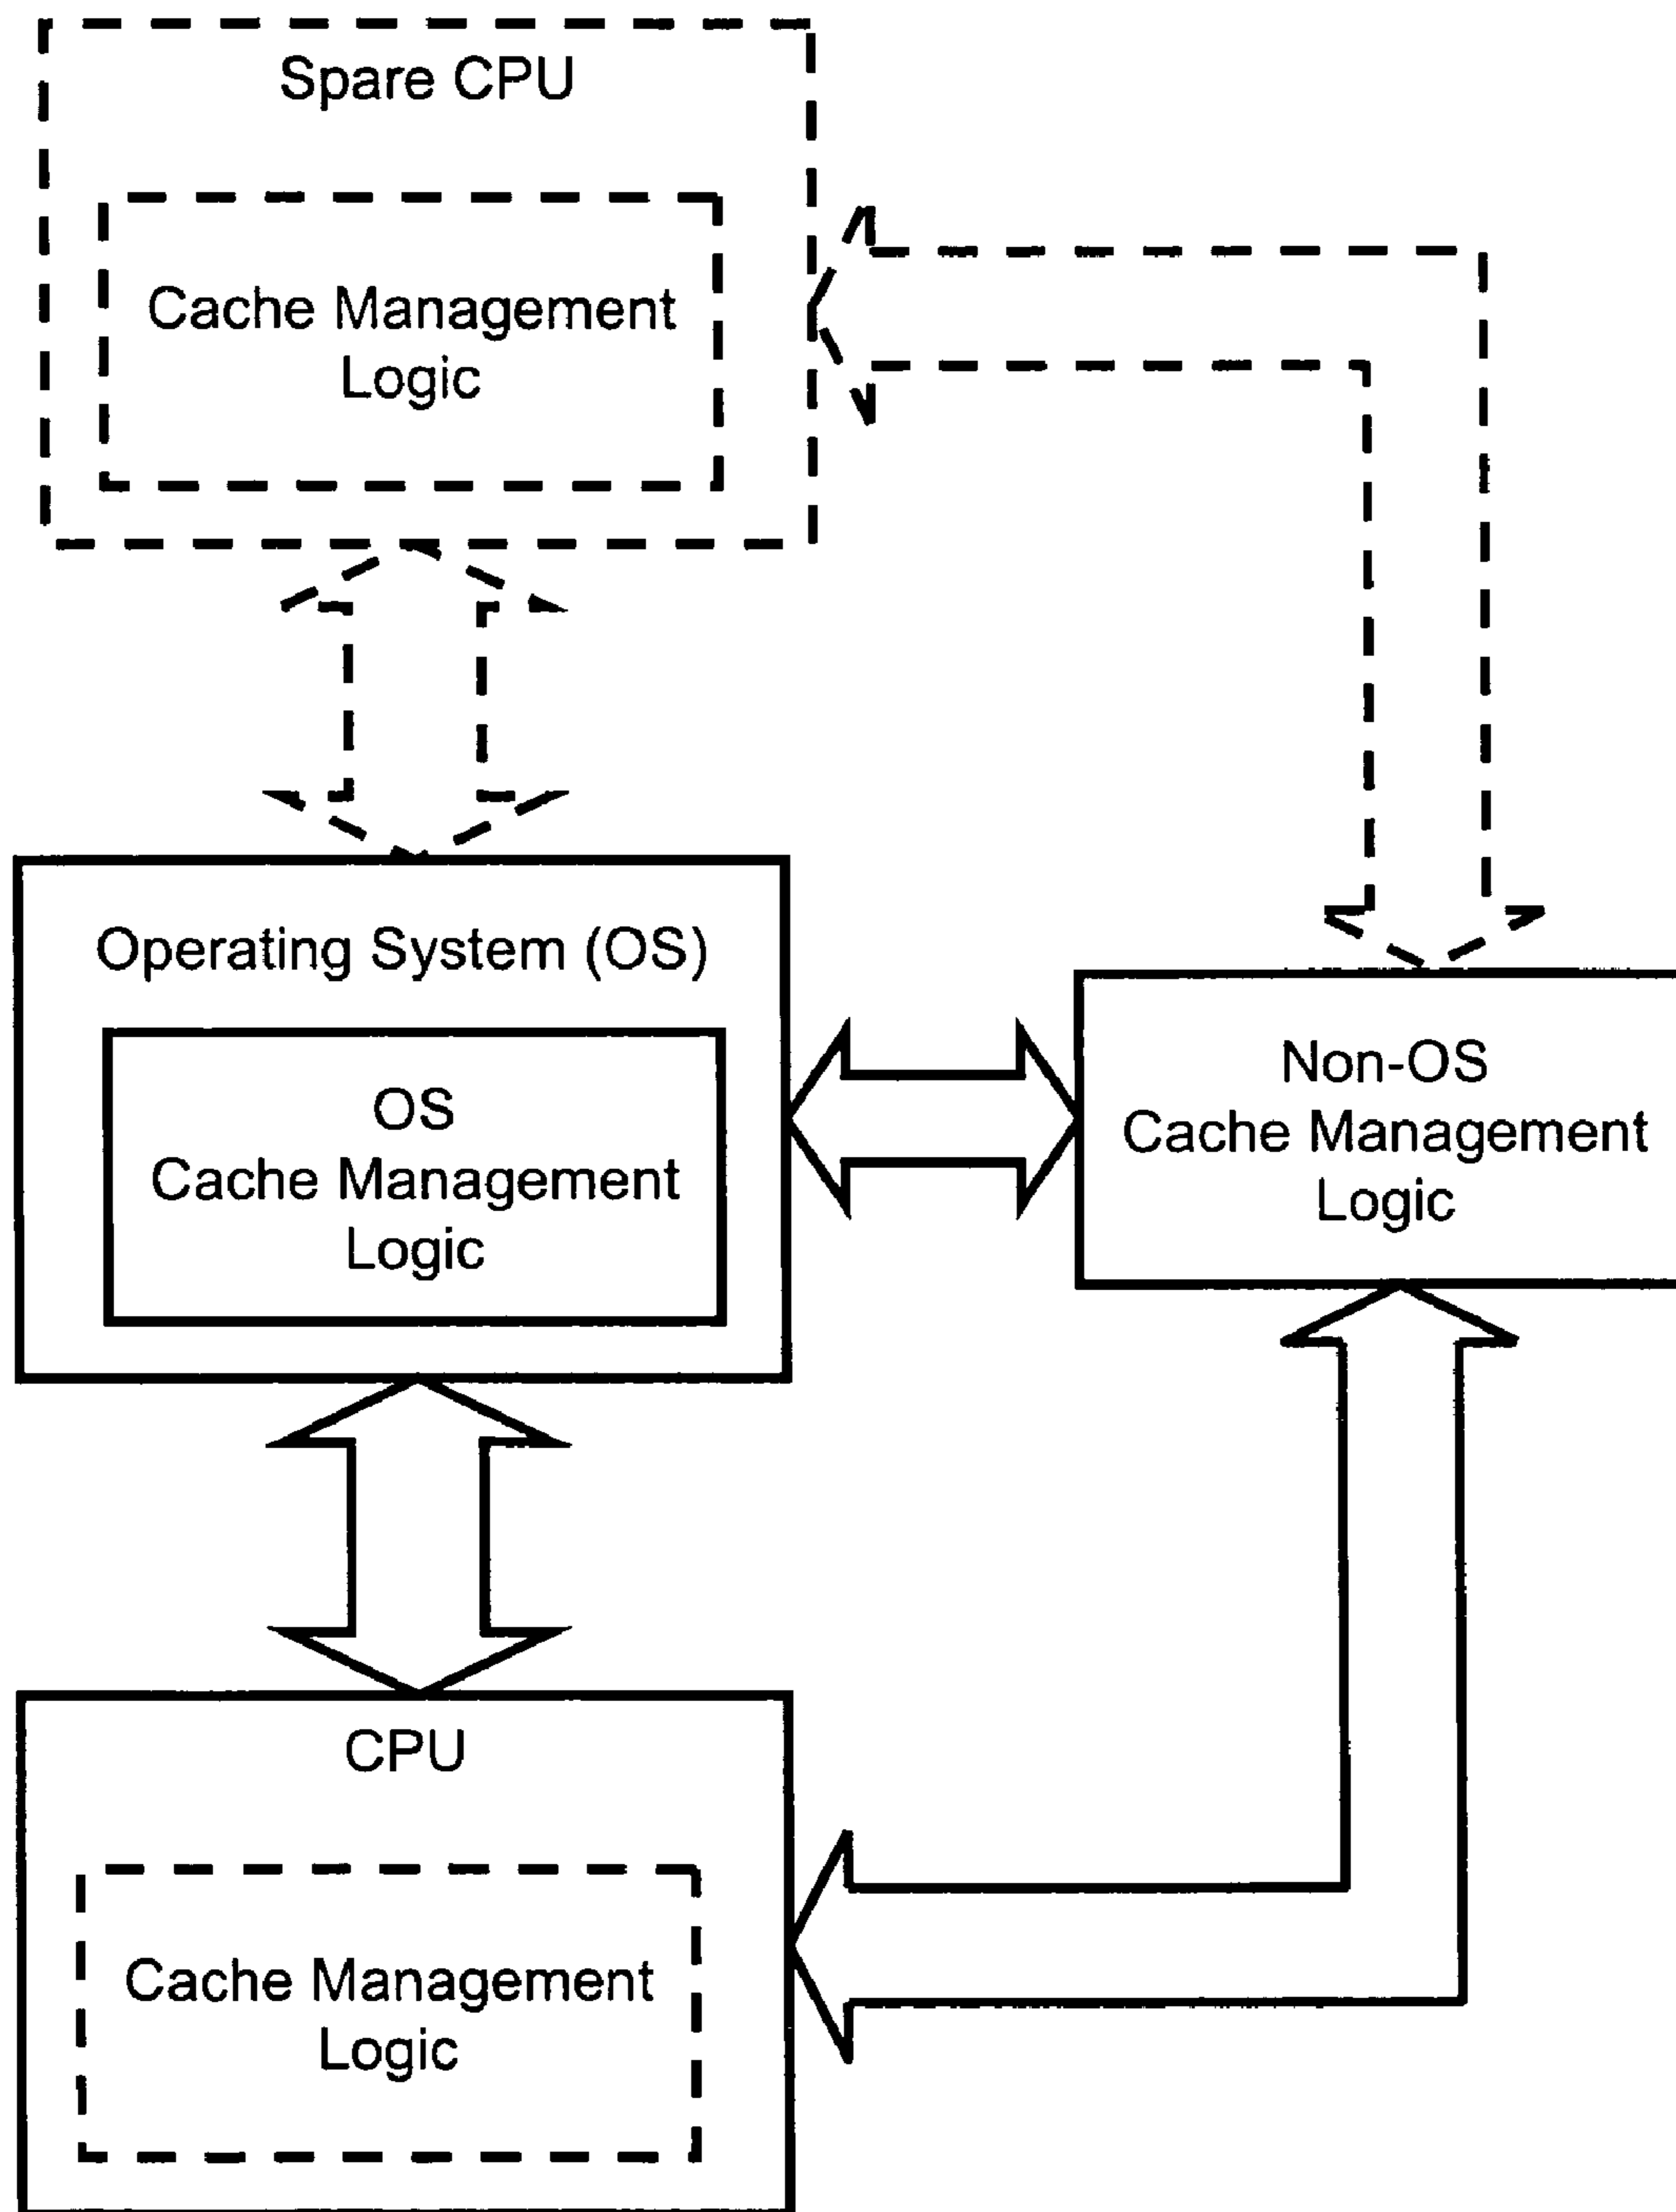 Spare CPU
Cache Management
Logic
Operating System (OS)
OS
Cache Management
Logic
Non-OS
Cache Management
Logic
CPU
Cache Management
Logic